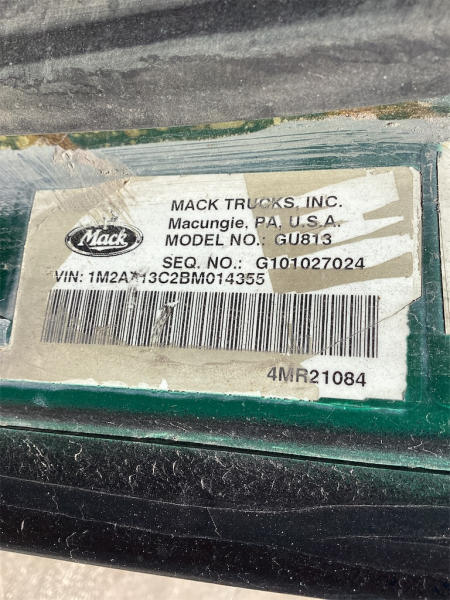 MACK TRUCKS, INC.
Macungie, PA, U.S.A.
Mack
MODEL NO.: GU813
SEQ. NO.: G101027024
VIN: 1M2AX13C2BM014355
4MR21084